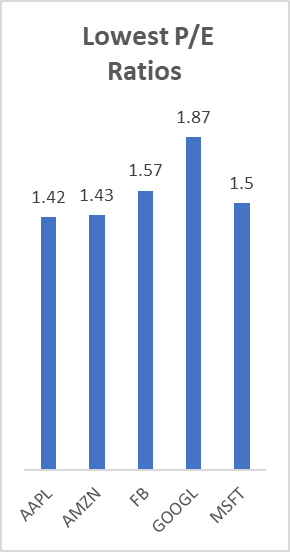 Lowest P/E
Ratios
1.42
1.43
1.57
1.87
1.5
AAPL
AMZN
FB
GOOGL
MSFT